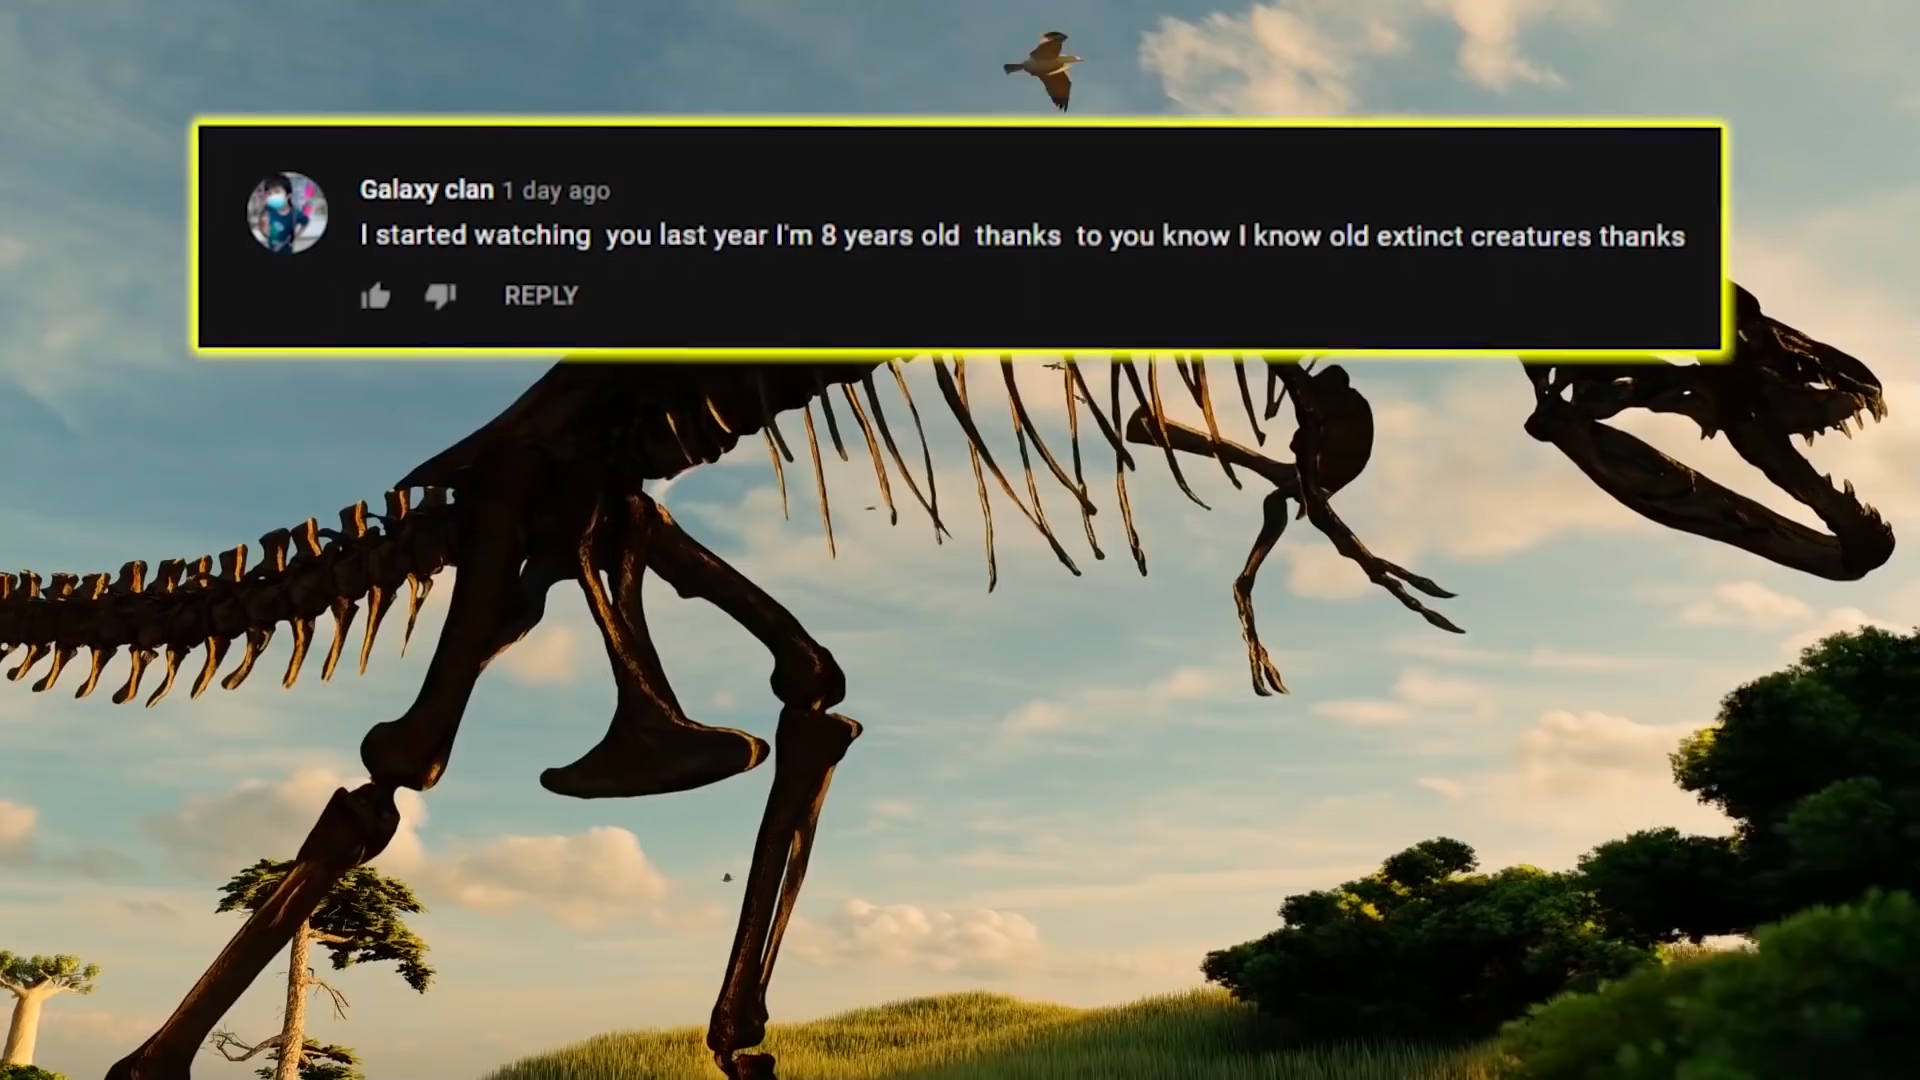 Galaxy clan 1 day ago
I started watching  you last year I'm 8 years old  thanks  to you know I know old extinct creatures thanks
REPLY